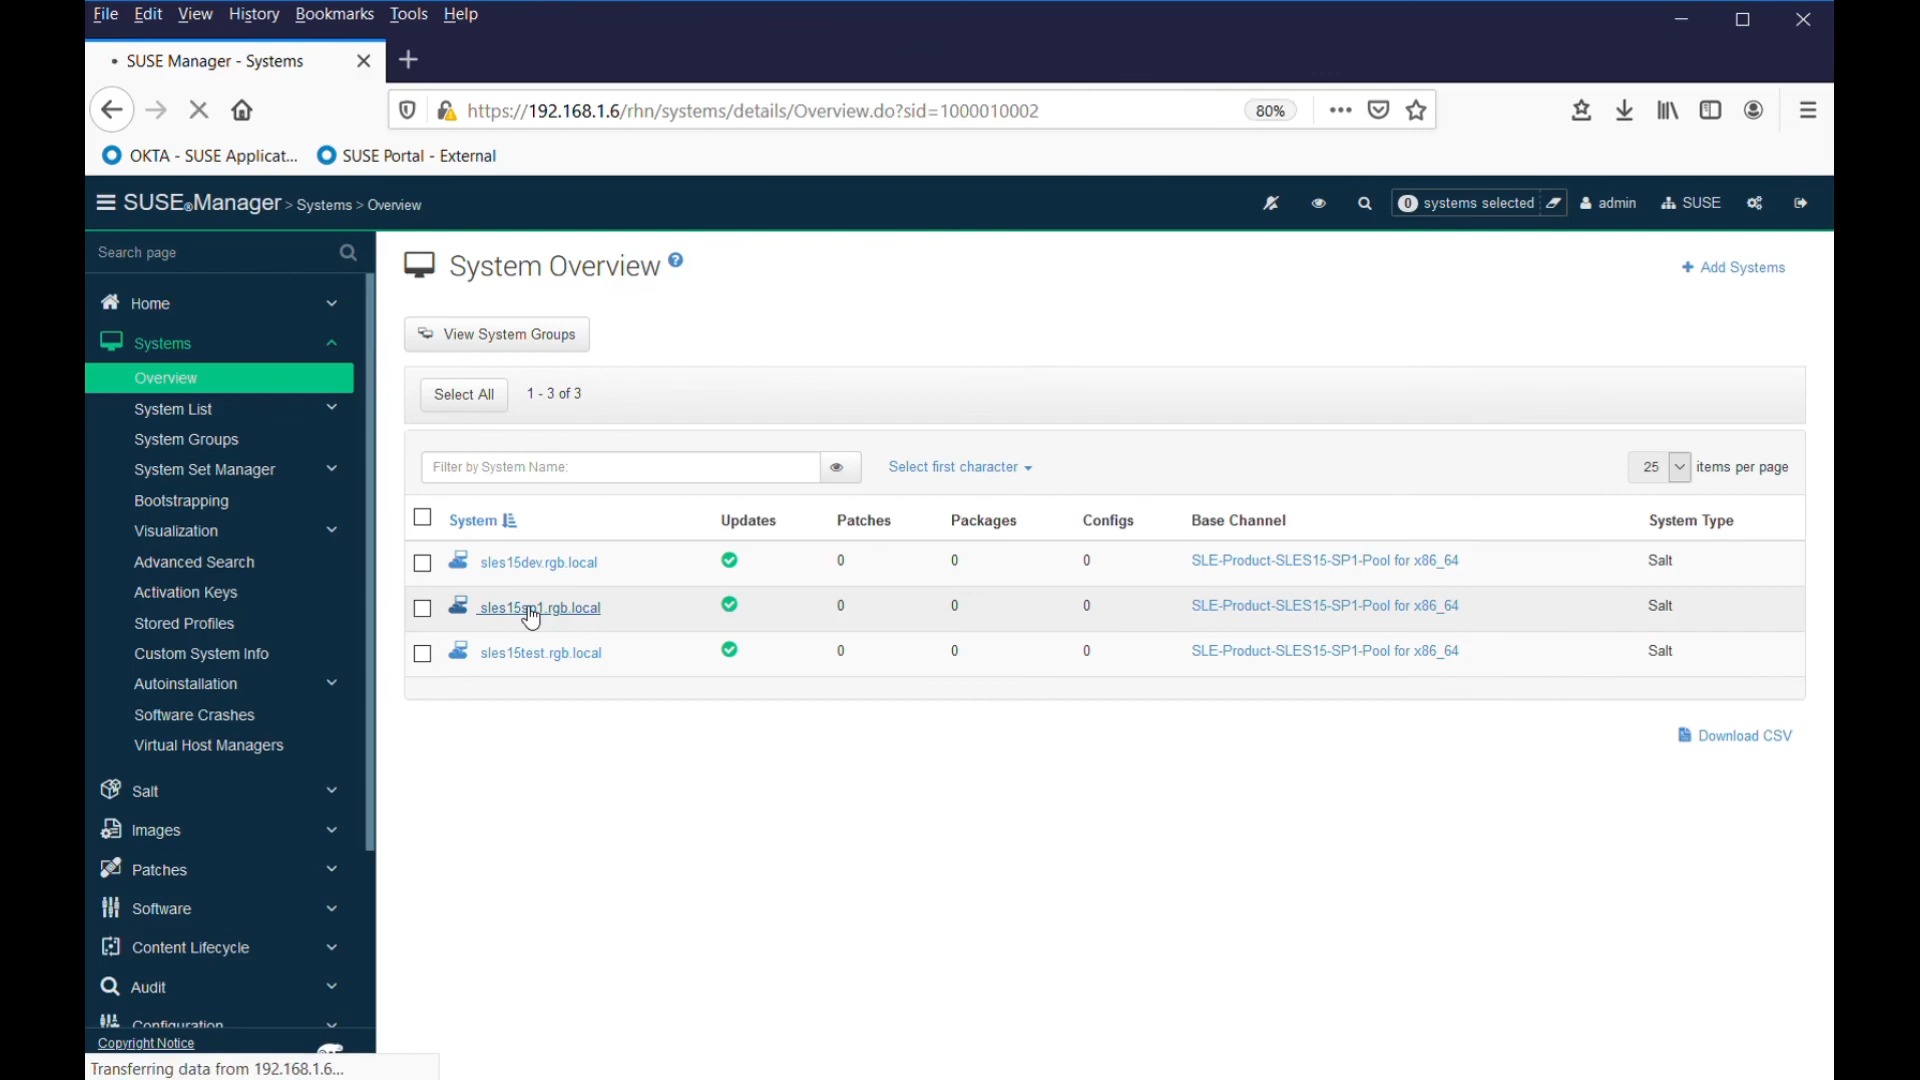 File Edit View History Bookmarks Tools Help
• SUSE Manager - Systems
https://192.168.1.6/rhn/systems/details/Overview.do?sid=1000010002 80%
OKTA - SUSE Applicat... SUSE Portal - External
SUSE®Manager > Systems > Overview 0 systems selected admin SUSE
Search page
Home
Systems
Overview
System List
System Groups
System Set Manager
Bootstrapping
Visualization
Advanced Search
Activation Keys
Stored Profiles
Custom System Info
Autoinstallation
Software Crashes
Virtual Host Managers
Salt
Images
Patches
Software
Content Lifecycle
Audit
Configuration
Copyright Notice
Transferring data from 192.168.1.6...
System Overview ?
+ Add Systems
View System Groups
Select All 1 - 3 of 3
Filter by System Name: Select first character 25 items per page
System Updates Patches Packages Configs Base Channel System Type
sles15dev.rgb.local 0 0 0 SLE-Product-SLES15-SP1-Pool for x86_64 Salt
sles15sp1.rgb.local 0 0 0 SLE-Product-SLES15-SP1-Pool for x86_64 Salt
sles15test.rgb.local 0 0 0 SLE-Product-SLES15-SP1-Pool for x86_64 Salt
Download CSV